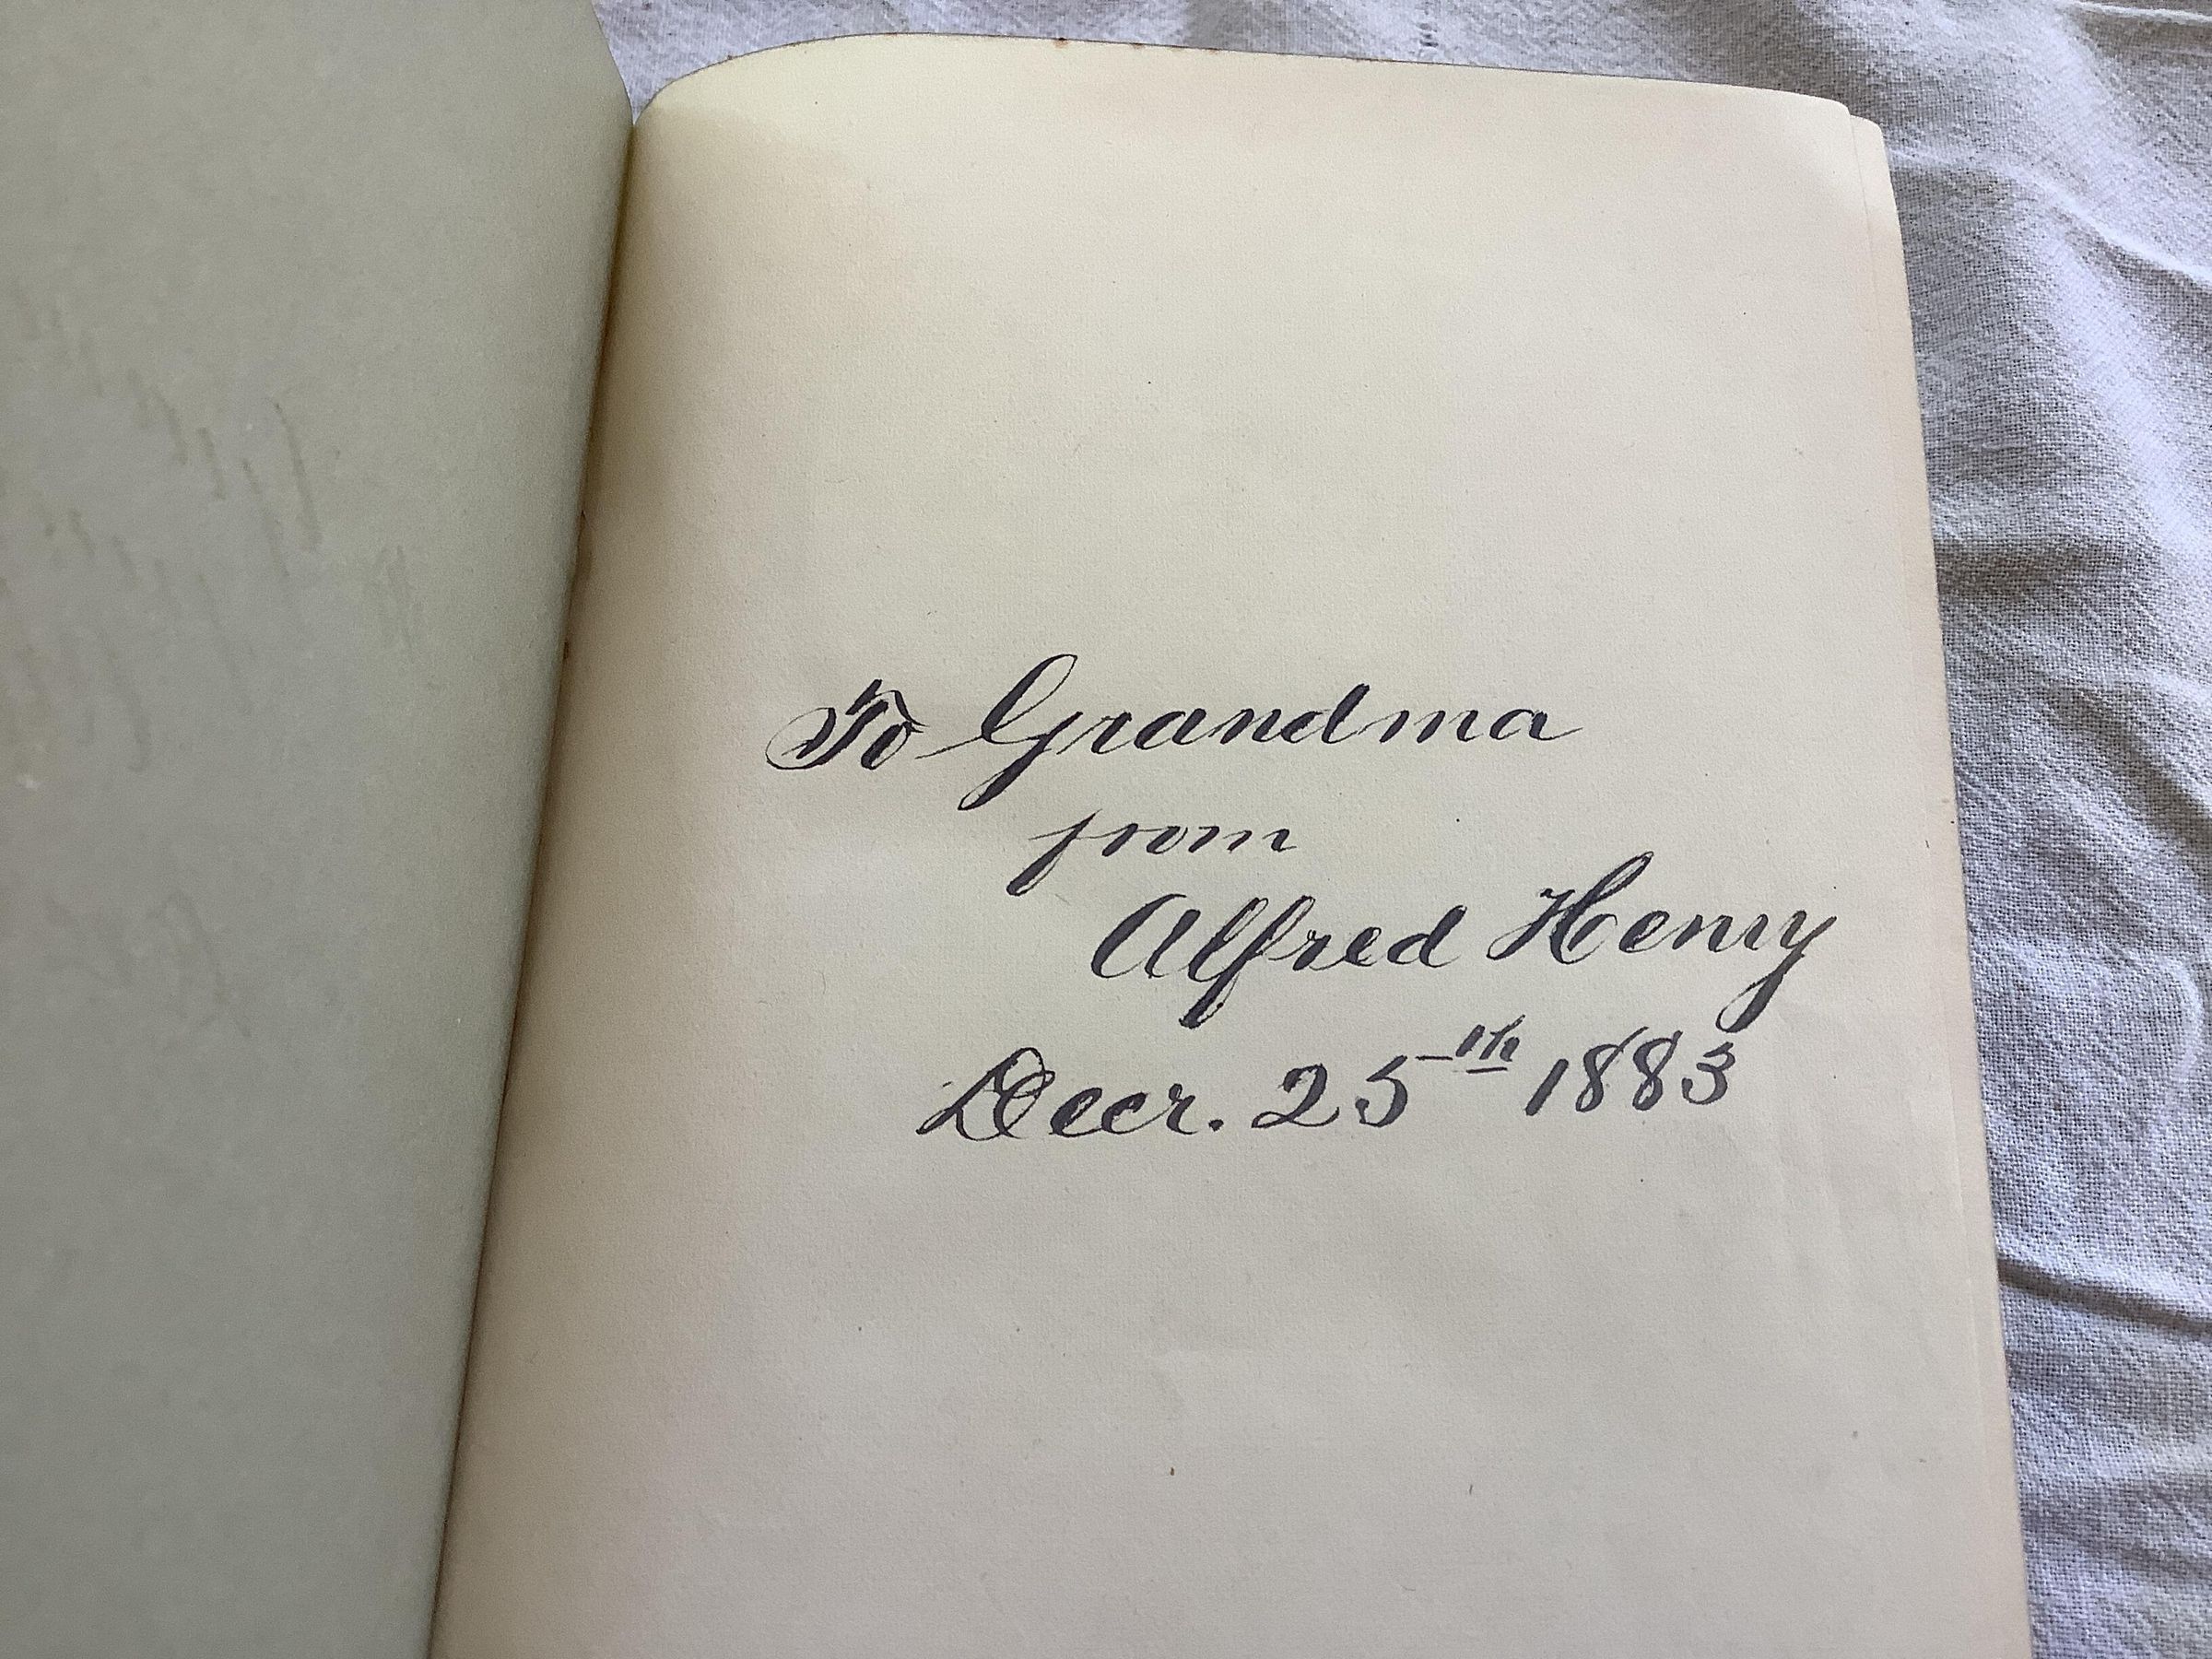 To Grandma
from
Alfred Henry
Decr. 25th 1883